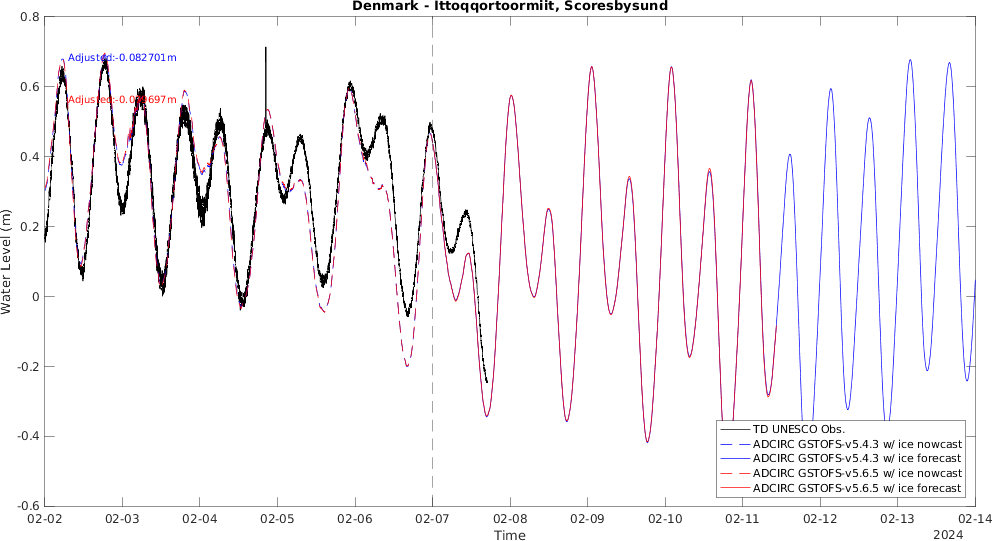 Denmark - Ittoqqortoormiit, Scoresbysund
0.8
0.6
0.4
0.2
0
-0.2
-0.4
-0.6
Water Level (m)
Adjusted:-0.082701m
TD UNESCO Obs.
ADCIRC GSTOFS-v5.4.3 w/ ice nowcast
ADCIRC GSTOFS-v5.4.3 w/ ice forecast
ADCIRC GSTOFS-v5.6.5 w/ ice nowcast
ADCIRC GSTOFS-v5.6.5 w/ ice forecast
02-02 02-03 02-04 02-05 02-06 02-07 02-08 02-09 02-10 02-11 02-12 02-13 02-14
Time
2024